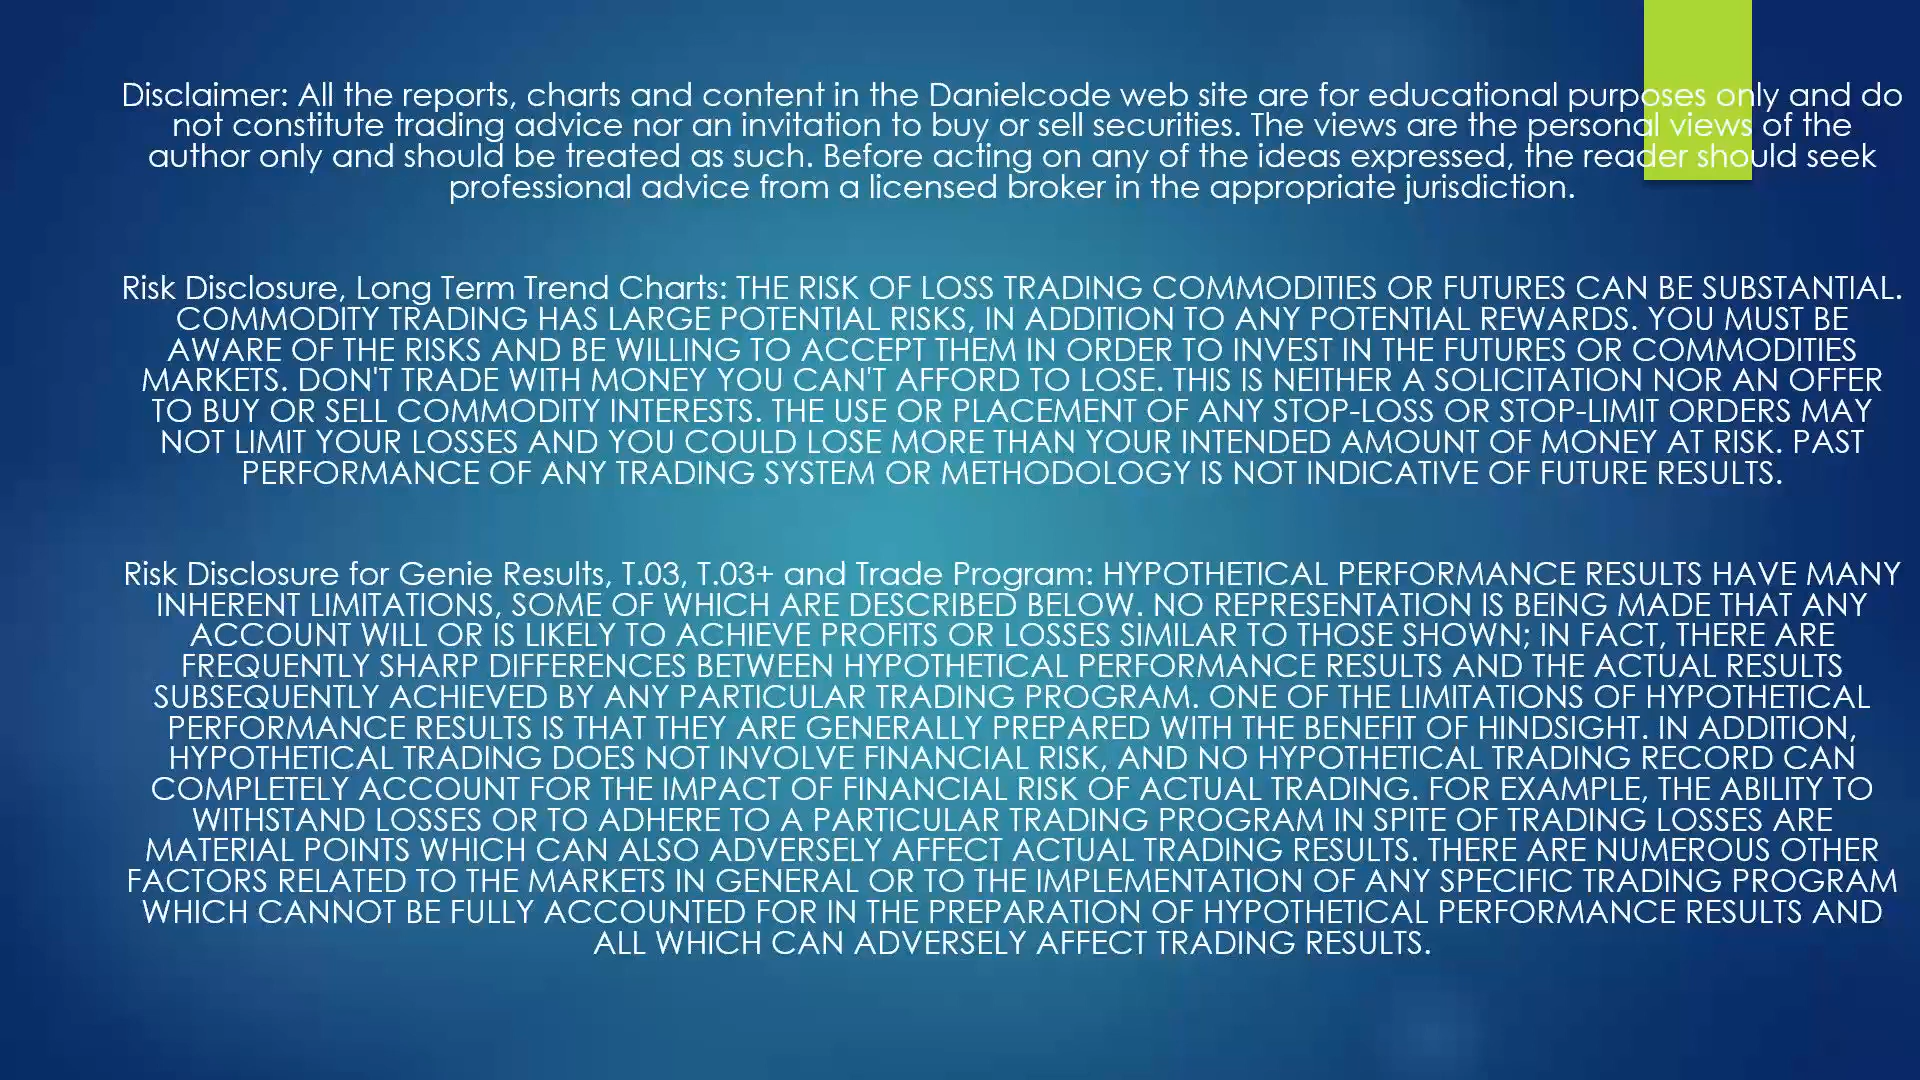 Disclaimer: All the reports, charts and content in the Danielcode web site are for educational purposes only and do
not constitute trading advice nor an invitation to buy or sell securities. The views are the personal views of the
author only and should be treated as such. Before acting on any of the ideas expressed, the reader should seek
professional advice from a licensed broker in the appropriate jurisdiction.
Risk Disclosure, Long Term Trend Charts: THE RISK OF LOSS TRADING COMMODITIES OR FUTURES CAN BE SUBSTANTIAL.
COMMODITY TRADING HAS LARGE POTENTIAL RISKS, IN ADDITION TO ANY POTENTIAL REWARDS. YOU MUST BE
AWARE OF THE RISKS AND BE WILLING TO ACCEPT THEM IN ORDER TO INVEST IN THE FUTURES OR COMMODITIES
MARKETS. DON'T TRADE WITH MONEY YOU CAN'T AFFORD TO LOSE. THIS IS NEITHER A SOLICITATION NOR AN OFFER
TO BUY OR SELL COMMODITY INTERESTS. THE USE OR PLACEMENT OF ANY STOP-LOSS OR STOP-LIMIT ORDERS MAY
NOT LIMIT YOUR LOSSES AND YOU COULD LOSE MORE THAN YOUR INTENDED AMOUNT OF MONEY AT RISK. PAST
PERFORMANCE OF ANY TRADING SYSTEM OR METHODOLOGY IS NOT INDICATIVE OF FUTURE RESULTS.
Risk Disclosure for Genie Results, T.03, T.03+ and Trade Program: HYPOTHETICAL PERFORMANCE RESULTS HAVE MANY
INHERENT LIMITATIONS, SOME OF WHICH ARE DESCRIBED BELOW. NO REPRESENTATION IS BEING MADE THAT ANY
ACCOUNT WILL OR IS LIKELY TO ACHIEVE PROFITS OR LOSSES SIMILAR TO THOSE SHOWN; IN FACT, THERE ARE
FREQUENTLY SHARP DIFFERENCES BETWEEN HYPOTHETICAL PERFORMANCE RESULTS AND THE ACTUAL RESULTS
SUBSEQUENTLY ACHIEVED BY ANY PARTICULAR TRADING PROGRAM. ONE OF THE LIMITATIONS OF HYPOTHETICAL
PERFORMANCE RESULTS IS THAT THEY ARE GENERALLY PREPARED WITH THE BENEFIT OF HINDSIGHT. IN ADDITION,
HYPOTHETICAL TRADING DOES NOT INVOLVE FINANCIAL RISK, AND NO HYPOTHETICAL TRADING RECORD CAN
COMPLETELY ACCOUNT FOR THE IMPACT OF FINANCIAL RISK OF ACTUAL TRADING. FOR EXAMPLE, THE ABILITY TO
WITHSTAND LOSSES OR TO ADHERE TO A PARTICULAR TRADING PROGRAM IN SPITE OF TRADING LOSSES ARE
MATERIAL POINTS WHICH CAN ALSO ADVERSELY AFFECT ACTUAL TRADING RESULTS. THERE ARE NUMEROUS OTHER
FACTORS RELATED TO THE MARKETS IN GENERAL OR TO THE IMPLEMENTATION OF ANY SPECIFIC TRADING PROGRAM
WHICH CANNOT BE FULLY ACCOUNTED FOR IN THE PREPARATION OF HYPOTHETICAL PERFORMANCE RESULTS AND
ALL WHICH CAN ADVERSELY AFFECT TRADING RESULTS.